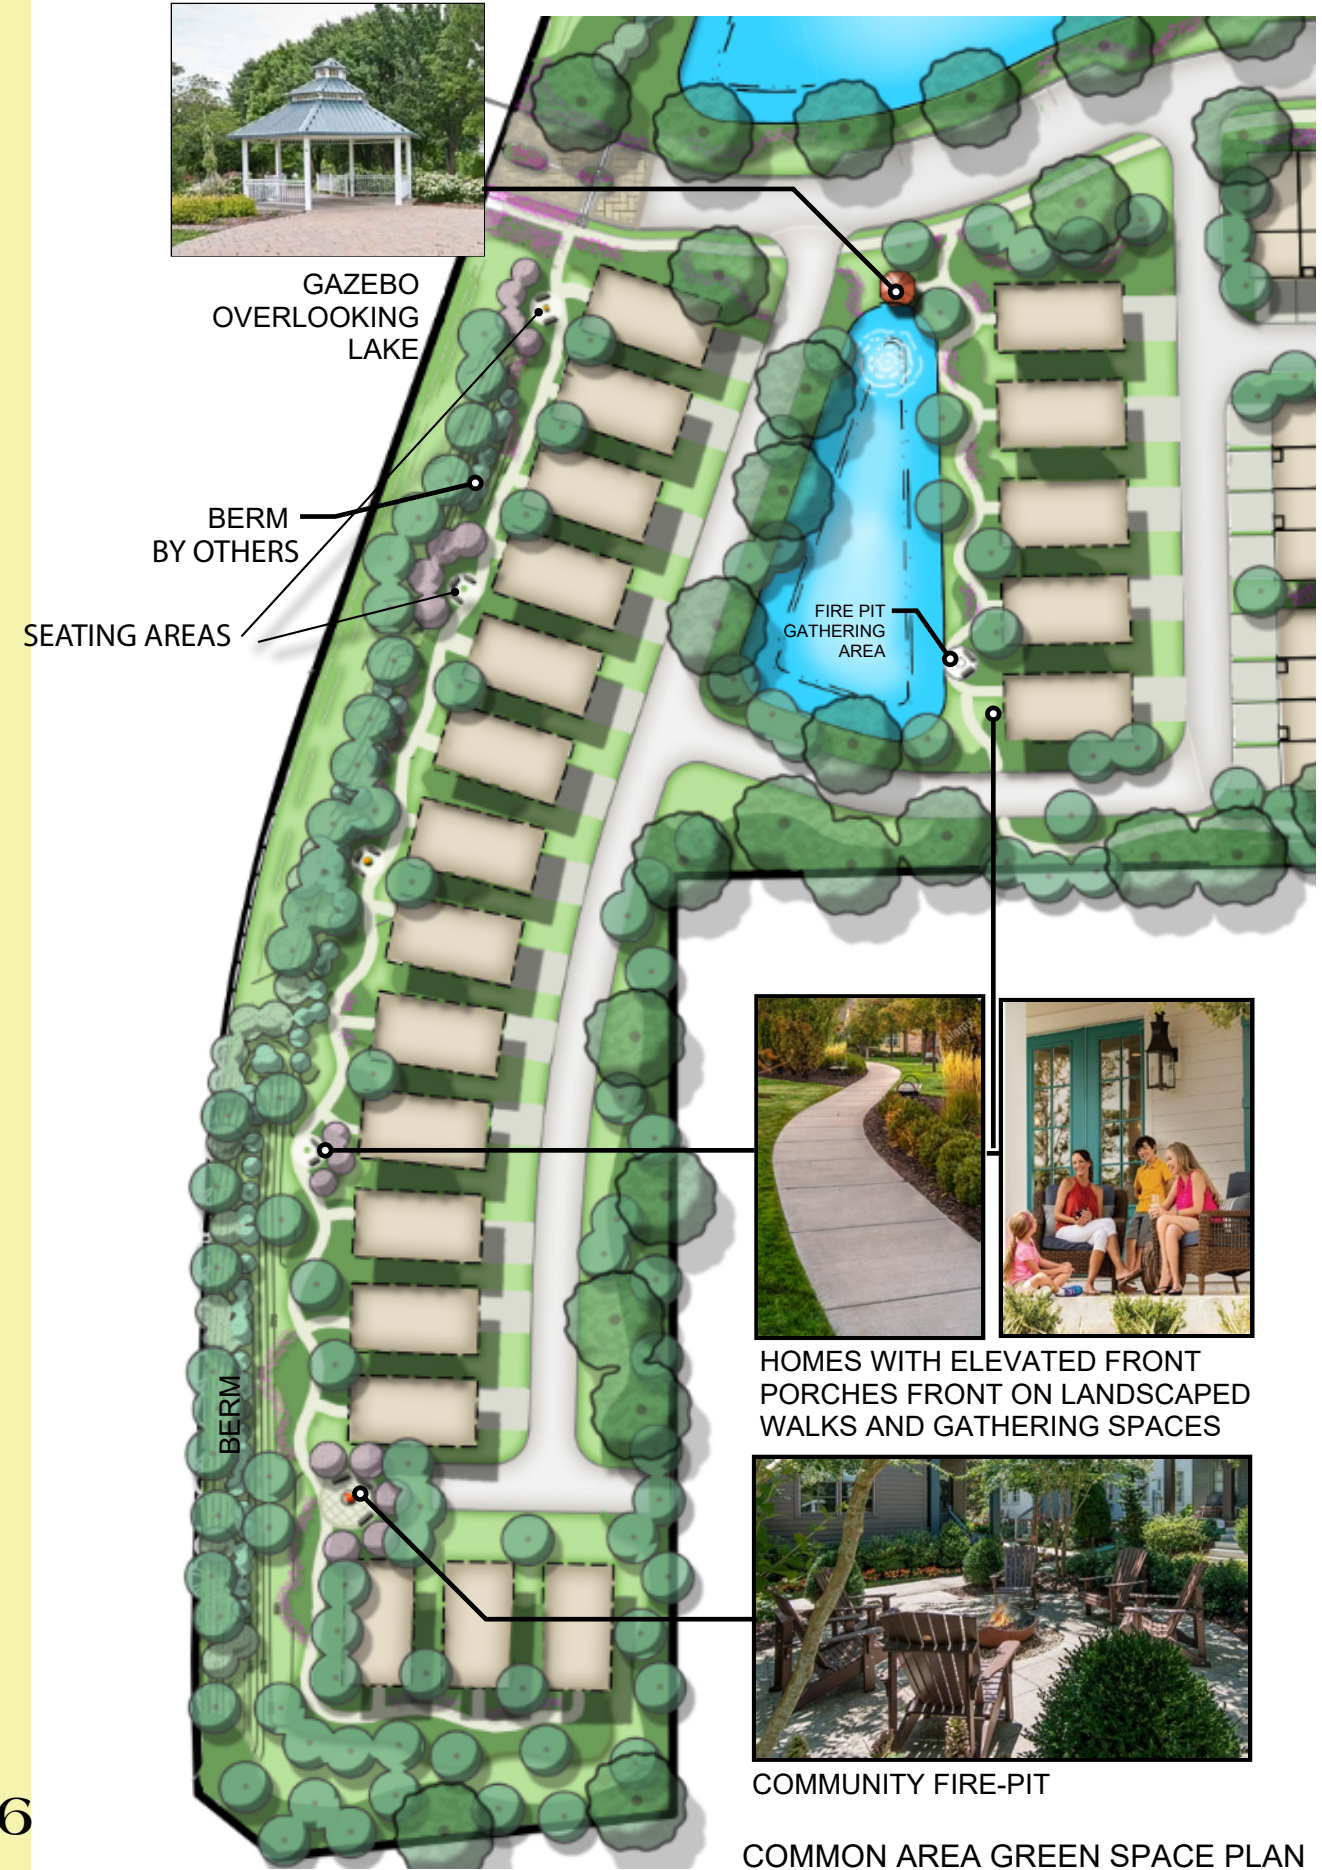 GAZEBO
OVERLOOKING
LAKE
BERM
BY OTHERS
SEATING AREAS
FIRE PIT
GATHERING
AREA
HOMES WITH ELEVATED FRONT
PORCHES FRONT ON LANDSCAPED
WALKS AND GATHERING SPACES
BERM
COMMUNITY FIRE-PIT
6
COMMON AREA GREEN SPACE PLAN